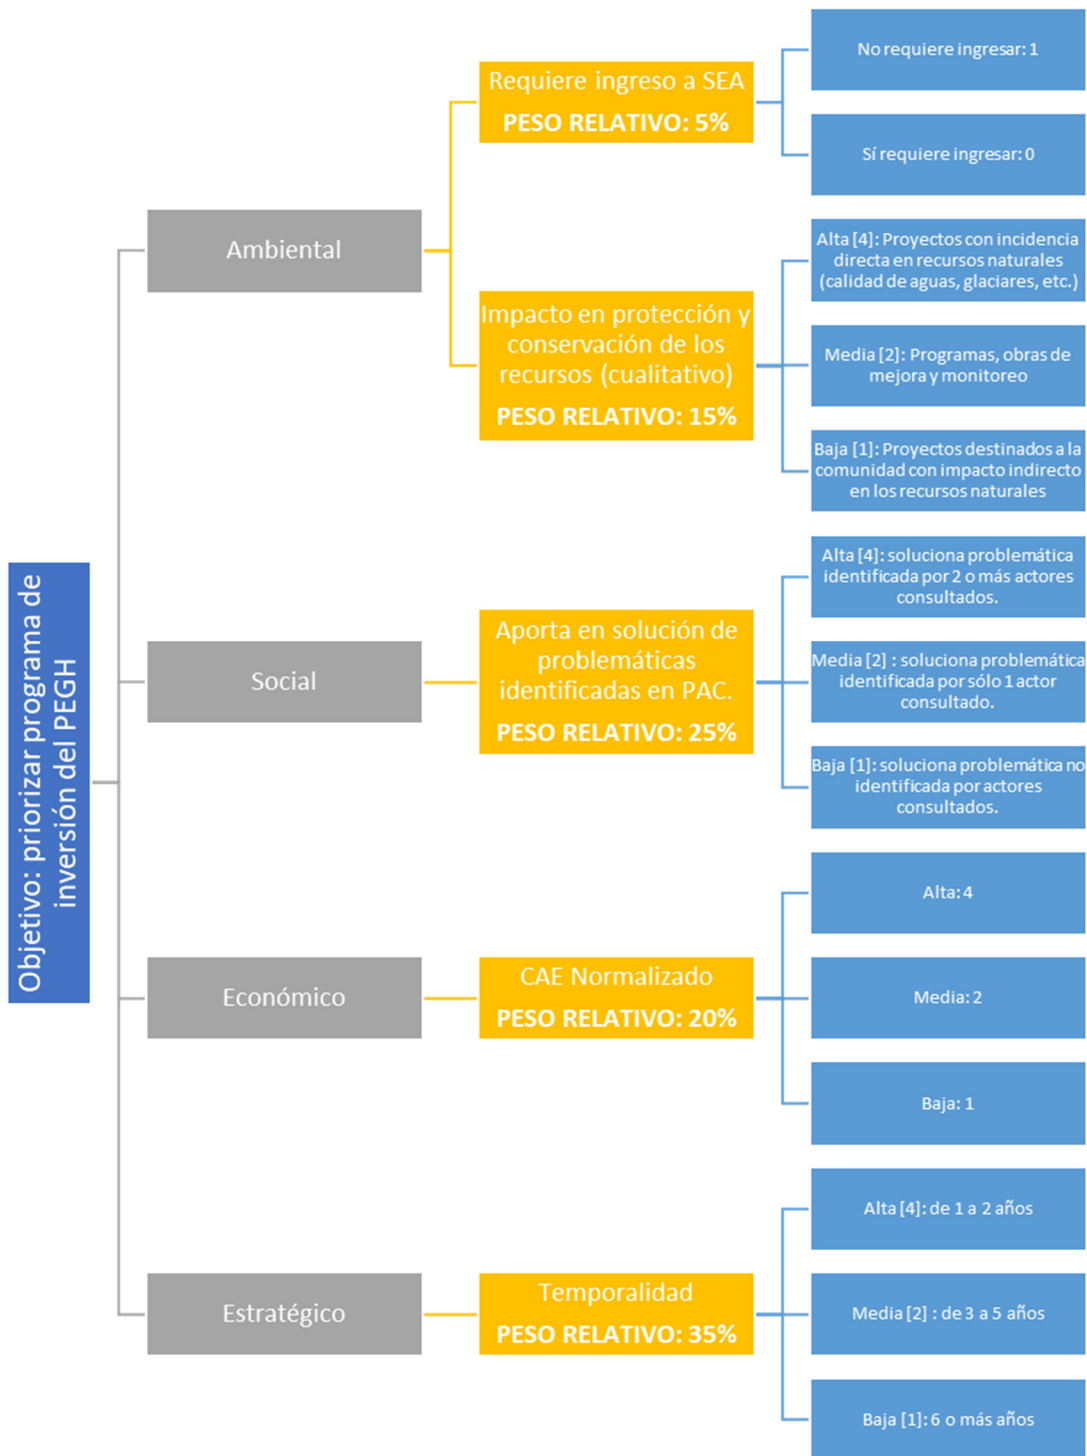 Objetivo: priorizar programa de
inversión del PEGH
Ambiental
Requiere ingreso a SEA
PESO RELATIVO: 5%
No requiere ingresar: 1
Sí requiere ingresar: 0
Impacto en protección y
conservación de los
recursos (cualitativo)
PESO RELATIVO: 15%
Alta [4]: Proyectos con incidencia
directa en recursos naturales
(calidad de aguas, glaciares, etc.)
Media [2]: Programas, obras de
mejora y monitoreo
Baja [1]: Proyectos destinados a la
comunidad con impacto indirecto
en los recursos naturales
Social
Aporta en solución de
problemáticas
identificadas en PAC.
PESO RELATIVO: 25%
Alta [4]: soluciona problemática
identificada por 2 o más actores
consultados.
Media [2] : soluciona problemática
identificada por sólo 1 actor
consultado.
Baja [1]: soluciona problemática no
identificada por actores
consultados.
Económico
CAE Normalizado
PESO RELATIVO: 20%
Alta: 4
Media: 2
Baja: 1
Estratégico
Temporalidad
PESO RELATIVO: 35%
Alta [4]: de 1 a 2 años
Media [2] : de 3 a 5 años
Baja [1]: 6 o más años